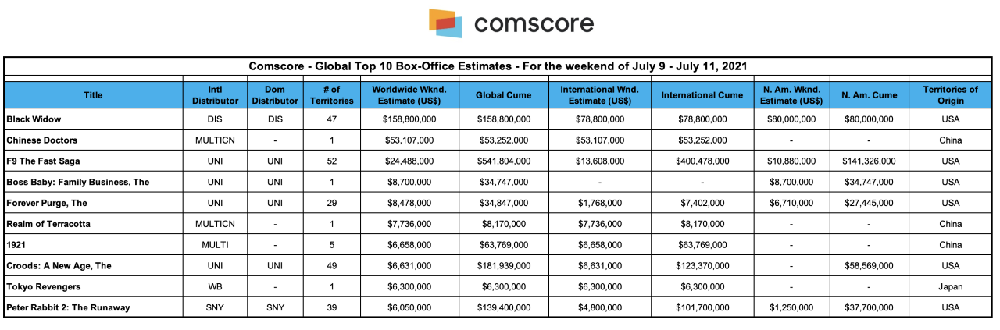 comscore
Comscore - Global Top 10 Box-Office Estimates - For the weekend of July 9 - July 11, 2021
Title Intl Distributor Dom Distributor # of Territories Worldwide Wknd. Estimate (US$) Global Cume International Wnd. Estimate (US$) International Cume N. Am. Wknd. Estimate (US$) N. Am. Cume Territories of Origin
Black Widow DIS DIS 47 $158,800,000 $158,800,000 $78,800,000 $78,800,000 $80,000,000 $80,000,000 USA
Chinese Doctors MULTICN - 1 $53,107,000 $53,252,000 $53,107,000 $53,252,000 - - China
F9 The Fast Saga UNI UNI 52 $24,488,000 $541,804,000 $13,608,000 $400,478,000 $10,880,000 $141,326,000 USA
Boss Baby: Family Business, The UNI UNI 1 $8,700,000 $34,747,000 - - $8,700,000 $34,747,000 USA
Forever Purge, The UNI UNI 29 $8,478,000 $34,847,000 $1,768,000 $7,402,000 $6,710,000 $27,445,000 USA
Realm of Terracotta MULTICN - 1 $7,736,000 $8,170,000 $7,736,000 $8,170,000 - - China
1921 MULTI - 5 $6,658,000 $63,769,000 $6,658,000 $63,769,000 - - China
Croods: A New Age, The UNI UNI 49 $6,631,000 $181,939,000 $6,631,000 $123,370,000 - $58,569,000 USA
Tokyo Revengers WB - 1 $6,300,000 $6,300,000 $6,300,000 $6,300,000 - - Japan
Peter Rabbit 2: The Runaway SNY SNY 39 $6,050,000 $139,400,000 $4,800,000 $101,700,000 $1,250,000 $37,700,000 USA